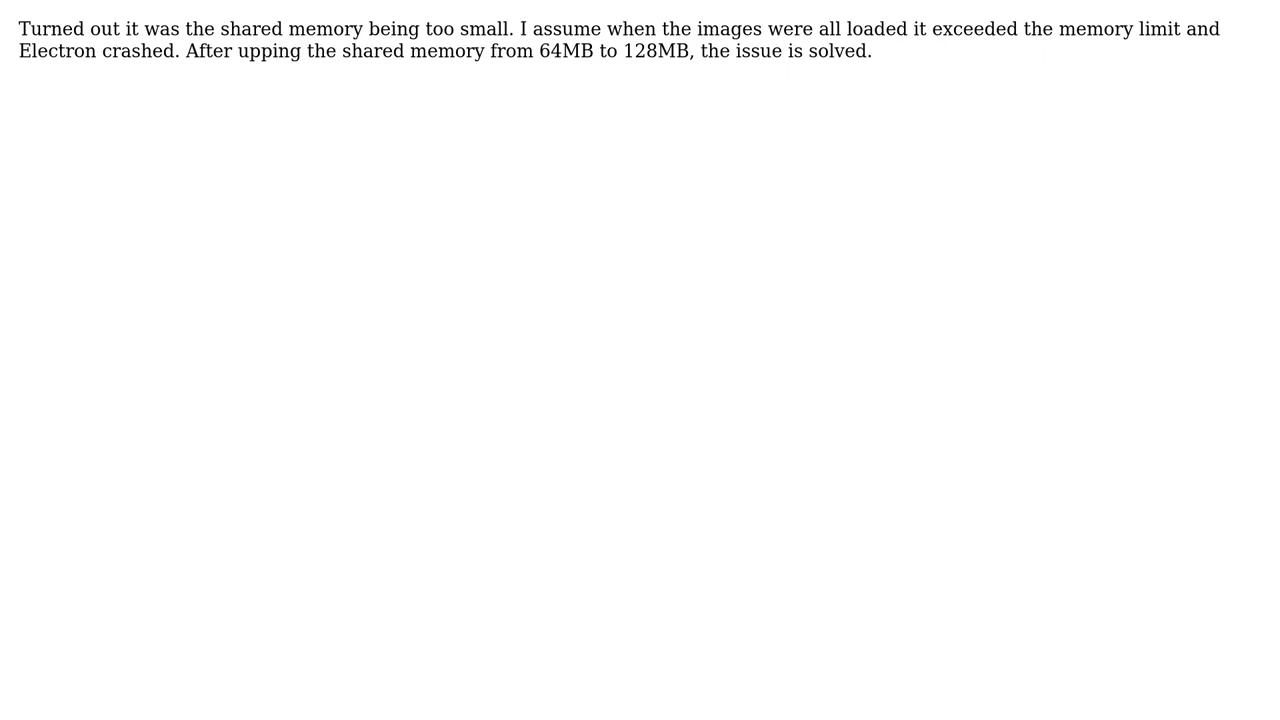 Turned out it was the shared memory being too small. I assume when the images were all loaded it exceeded the memory limit and
Electron crashed. After upping the shared memory from 64MB to 128MB, the issue is solved.